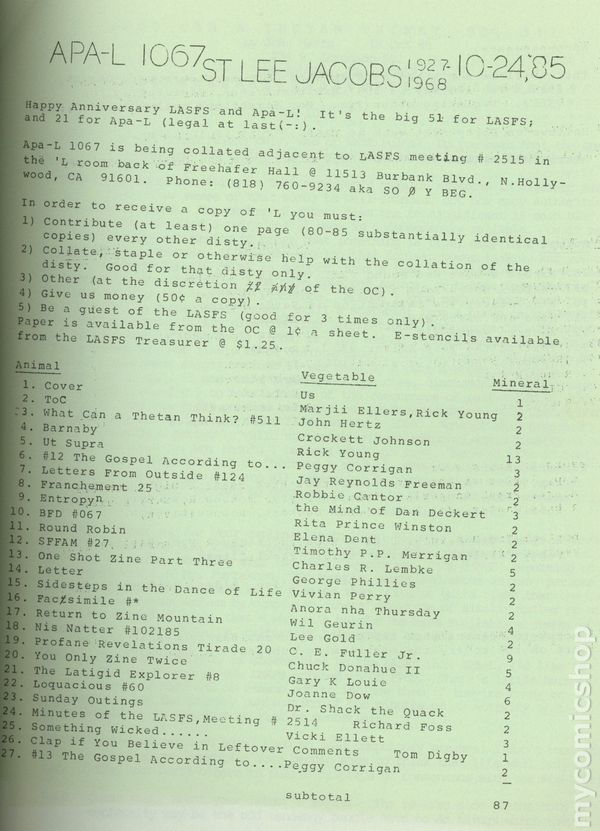 APA-L 1067 ST LEE JACOBS 1927-1968 10-24,'85
Happy Anniversary LASFS and Apa-L! It's the big 51 for LASFS;
and 21 for Apa-L (legal at last(-:).
Apa-L 1067 is being collated adjacent to LASFS meeting # 2515 in
the 'L room back of Freehafer Hall @ 11513 Burbank Blvd., N.Holly-
wood, CA 91601. Phone: (818) 760-9234 aka SO Ø Y BEG.
In order to receive a copy of 'L you must:
1) Contribute (at least) one page (80-85 substantially identical
copies) every other disty.
2) Collate, staple or otherwise help with the collation of the
disty. Good for that disty only.
3) Other (at the discretion of the OC).
4) Give us money (50¢ a copy).
5) Be a guest of the LASFS (good for 3 times only).
Paper is available from the OC @ 1¢ a sheet. E-stencils available
from the LASFS Treasurer @ $1.25.
Animal Vegetable Mineral
1. Cover Us 1
2. ToC Marjii Ellers,Rick Young 2
3. What Can a Thetan Think? #511 John Hertz 2
4. Barnaby Crockett Johnson 2
5. Ut Supra Rick Young 13
6. #12 The Gospel According to... Peggy Corrigan 3
7. Letters From Outside #124 Jay Reynolds Freeman 2
8. Franchement 25 Robbie Cantor 2
9. Entropyn the Mind of Dan Deckert 3
10. BFD #067 Rita Prince Winston 2
11. Round Robin Elena Dent 2
12. SFFAM #27 Timothy P.P. Merrigan 2
13. One Shot Zine Part Three Charles R. Lembke 5
14. Letter George Phillies 2
15. Sidesteps in the Dance of Life Vivian Perry 2
16. Facsimile #* Anora nha Thursday 2
17. Return to Zine Mountain Wil Geurin 4
18. Nis Natter #102185 Lee Gold 2
19. Profane Revelations Tirade 20 C. E. Fuller Jr. 9
20. You Only Zine Twice Chuck Donahue II 5
21. The Latigid Explorer #8 Gary K Louie 4
22. Loquacious #60 Joanne Dow 6
23. Sunday Outings Dr. Shack the Quack 2
24. Minutes of the LASFS,Meeting # 2514 Richard Foss 2
25. Something Wicked...... Vicki Ellett 3
26. Clap if You Believe in Leftover Comments Tom Digby 1
27. #13 The Gospel According to....Peggy Corrigan 2
subtotal 87
mycomicshop